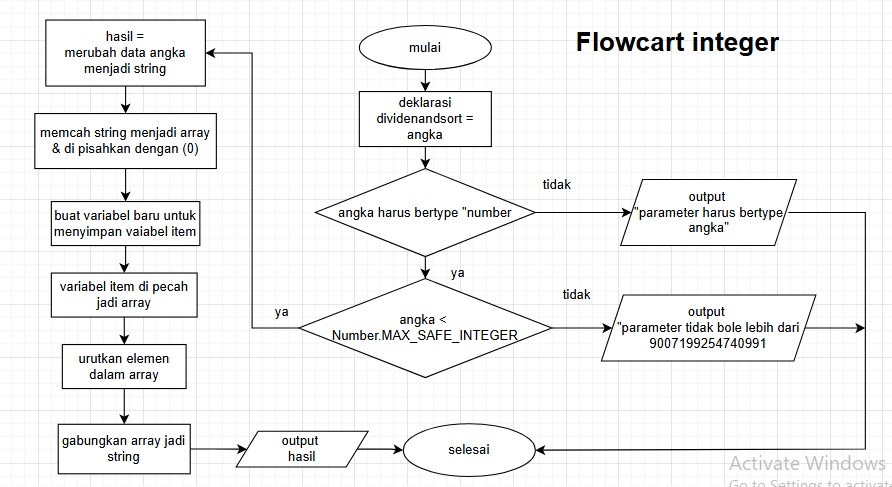 Flowcart integer
mulai
deklarasi
dividenandsort =
angka
angka harus bertype "number
tidak
output
"parameter harus bertype
angka"
ya
angka <
Number.MAX_SAFE_INTEGER
tidak
output
"parameter tidak bole lebih dari
9007199254740991
ya
hasil =
merubah data angka
menjadi string
memcah string menjadi array
& di pisahkan dengan (0)
buat variabel baru untuk
menyimpan vaiabel item
variabel item di pecah
jadi array
urutkan elemen
dalam array
gabungkan array jadi
string
output
hasil
selesai
Activate Windows
Go to Settings to activate